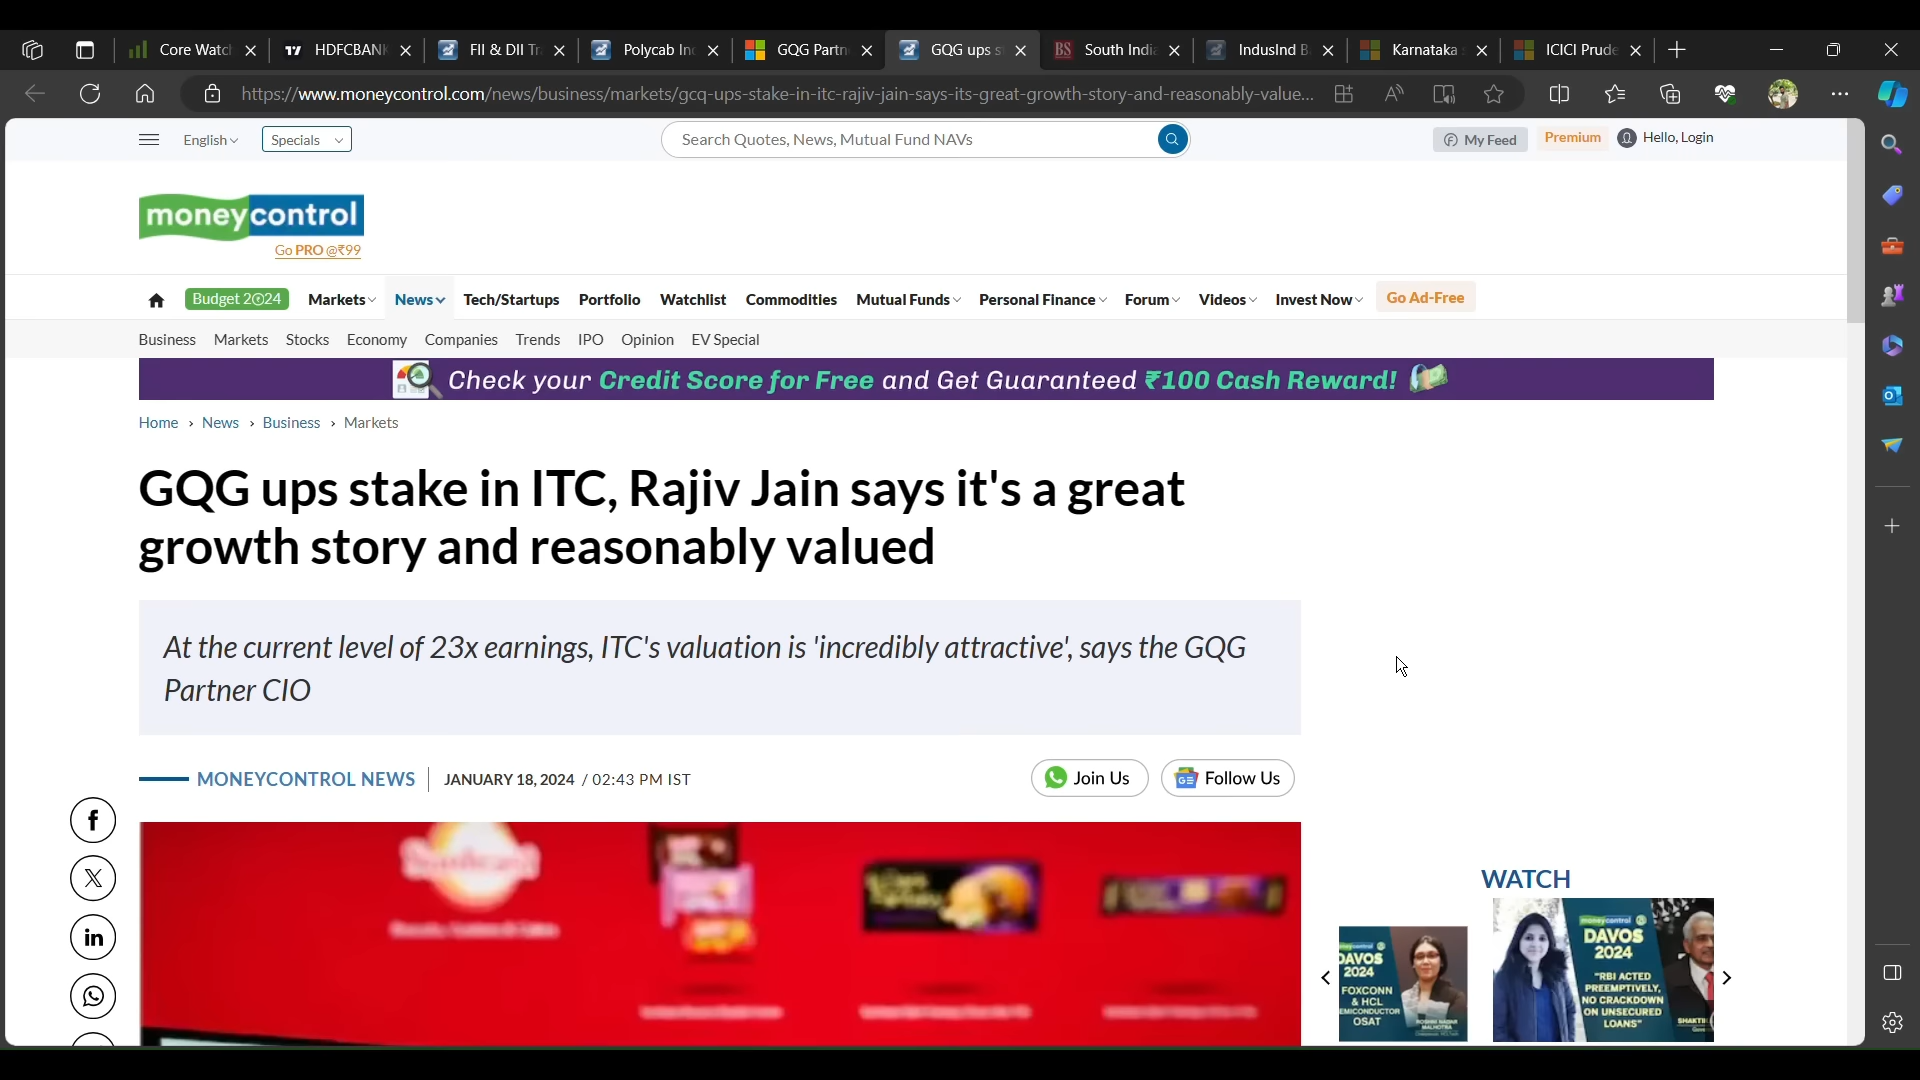 Core Watc
HDFCBANK
FII & DII Tr
Polycab In
GQG Partn
GQG ups s
South India
IndusInd B
Karnataka
ICICI Prude
https://www.moneycontrol.com/news/business/markets/gcq-ups-stake-in-itc-rajiv-jain-says-its-great-growth-story-and-reasonably-value...
English
Specials
Search Quotes, News, Mutual Fund NAVs
My Feed
Premium
Hello, Login
moneycontrol
Go PRO @₹99
Budget 2024
Markets
News
Tech/Startups
Portfolio
Watchlist
Commodities
Mutual Funds
Personal Finance
Forum
Videos
Invest Now
Go Ad-Free
Business Markets Stocks Economy Companies Trends IPO Opinion EV Special
Check your Credit Score for Free and Get Guaranteed ₹100 Cash Reward!
Home › News › Business › Markets
GQG ups stake in ITC, Rajiv Jain says it's a great
growth story and reasonably valued
At the current level of 23x earnings, ITC's valuation is 'incredibly attractive', says the GQG
Partner CIO
MONEYCONTROL NEWS
JANUARY 18, 2024 / 02:43 PM IST
Join Us
Follow Us
WATCH
moneycontrol
DAVOS
2024
FOXCONN
& HCL
SEMICONDUCTOR
OSAT
moneycontrol
DAVOS
2024
"RBI ACTED
PREEMPTIVELY,
NO CRACKDOWN
ON UNSECURED
LOANS"